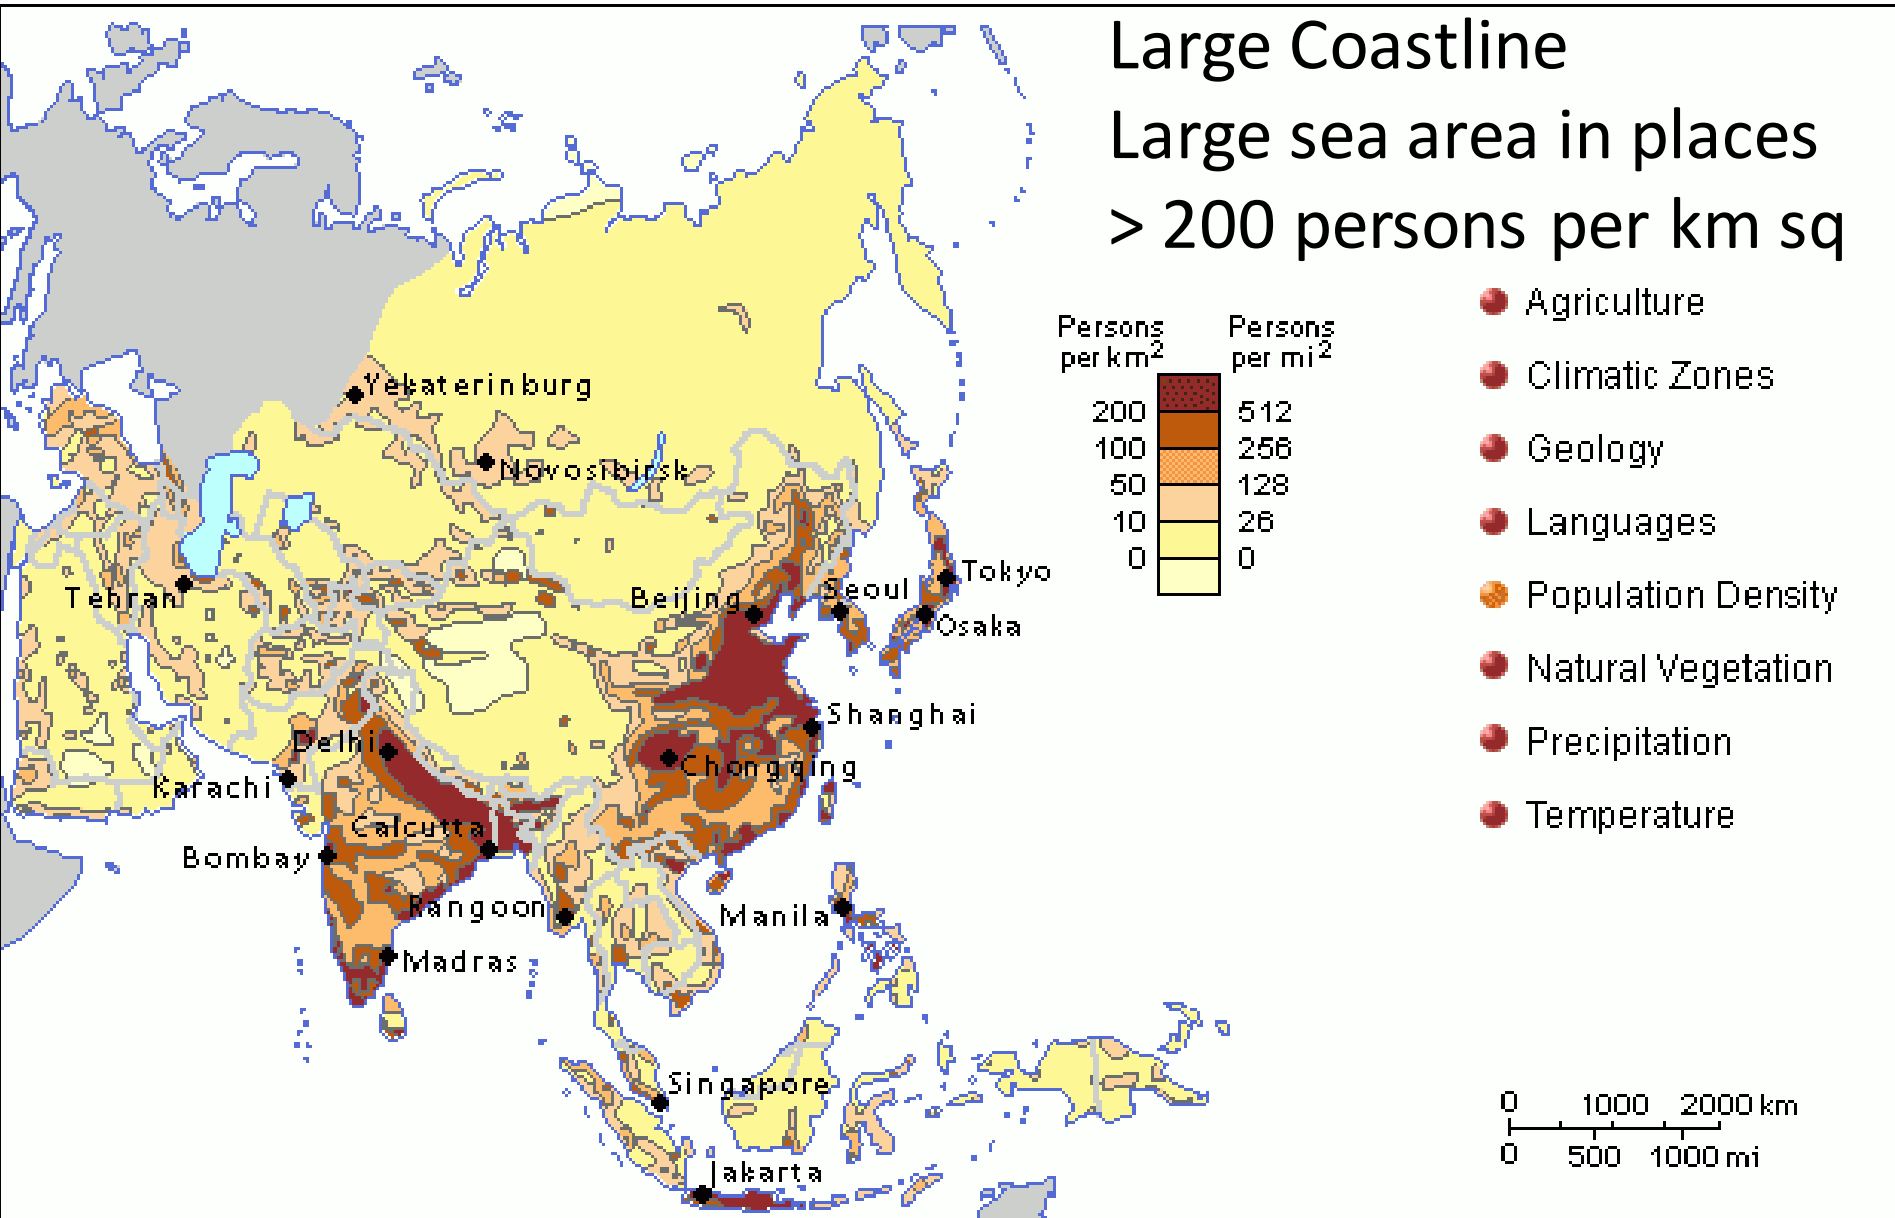 Large Coastline
Large sea area in places
> 200 persons per km sq
Agriculture
Climatic Zones
Geology
Languages
Population Density
Natural Vegetation
Precipitation
Temperature
Persons per km2
Persons per mi2
200 512
100 256
50 128
10 26
0 0
Yekaterinburg
Novosibirsk
Tehran
Beijing
Seoul
Tokyo
Osaka
Shanghai
Delhi
Karachi
Chongqing
Calcutta
Bombay
Rangoon
Manila
Madras
Singapore
Jakarta
0 1000 2000 km
0 500 1000 mi